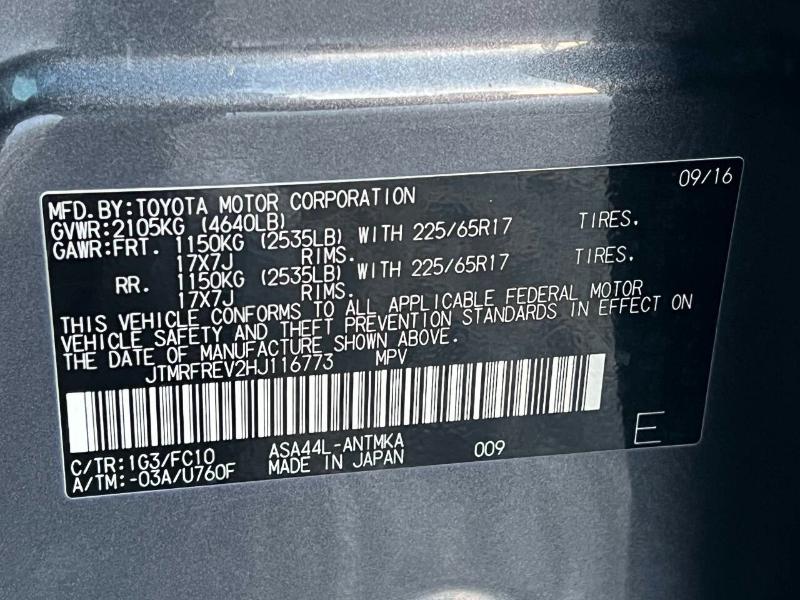 09/16
MFD.BY:TOYOTA MOTOR CORPORATION
GVWR:2105KG (4640LB)
GAWR:FRT. 1150KG (2535LB) WITH 225/65R17 TIRES.
17X7J RIMS.
RR. 1150KG (2535LB) WITH 225/65R17 TIRES.
17X7J RIMS.
THIS VEHICLE CONFORMS TO ALL APPLICABLE FEDERAL MOTOR
VEHICLE SAFETY AND THEFT PREVENTION STANDARDS IN EFFECT ON
THE DATE OF MANUFACTURE SHOWN ABOVE.
JTMRFREV2HJ116773 MPV
C/TR:1G3/FC10 ASA44L-ANTMKA 009 E
A/TM:-03A/U760F MADE IN JAPAN